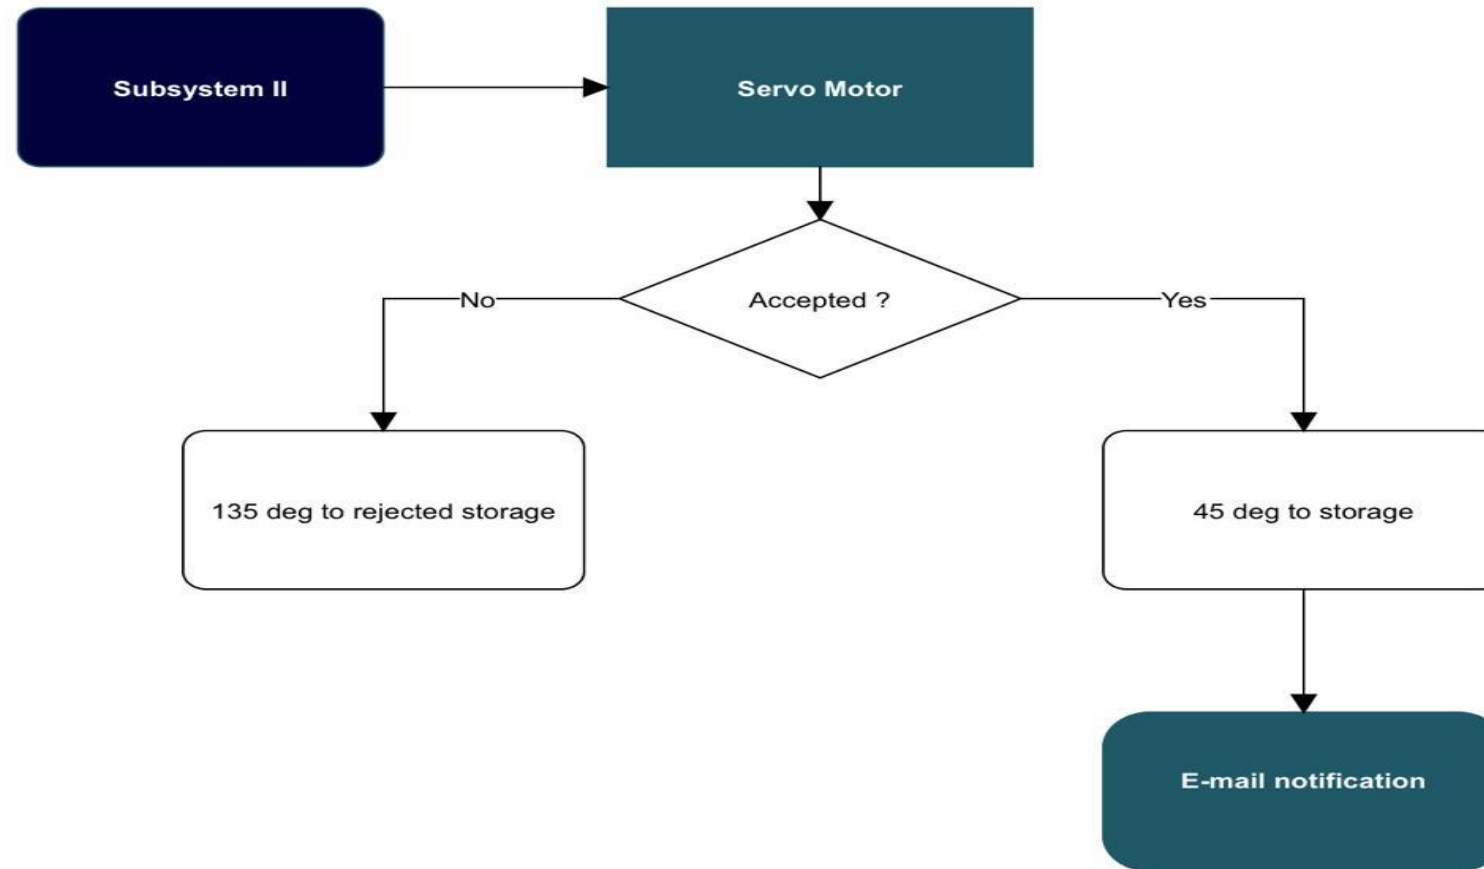 Subsystem II
Servo Motor
Accepted ?
No
Yes
135 deg to rejected storage
45 deg to storage
E-mail notification